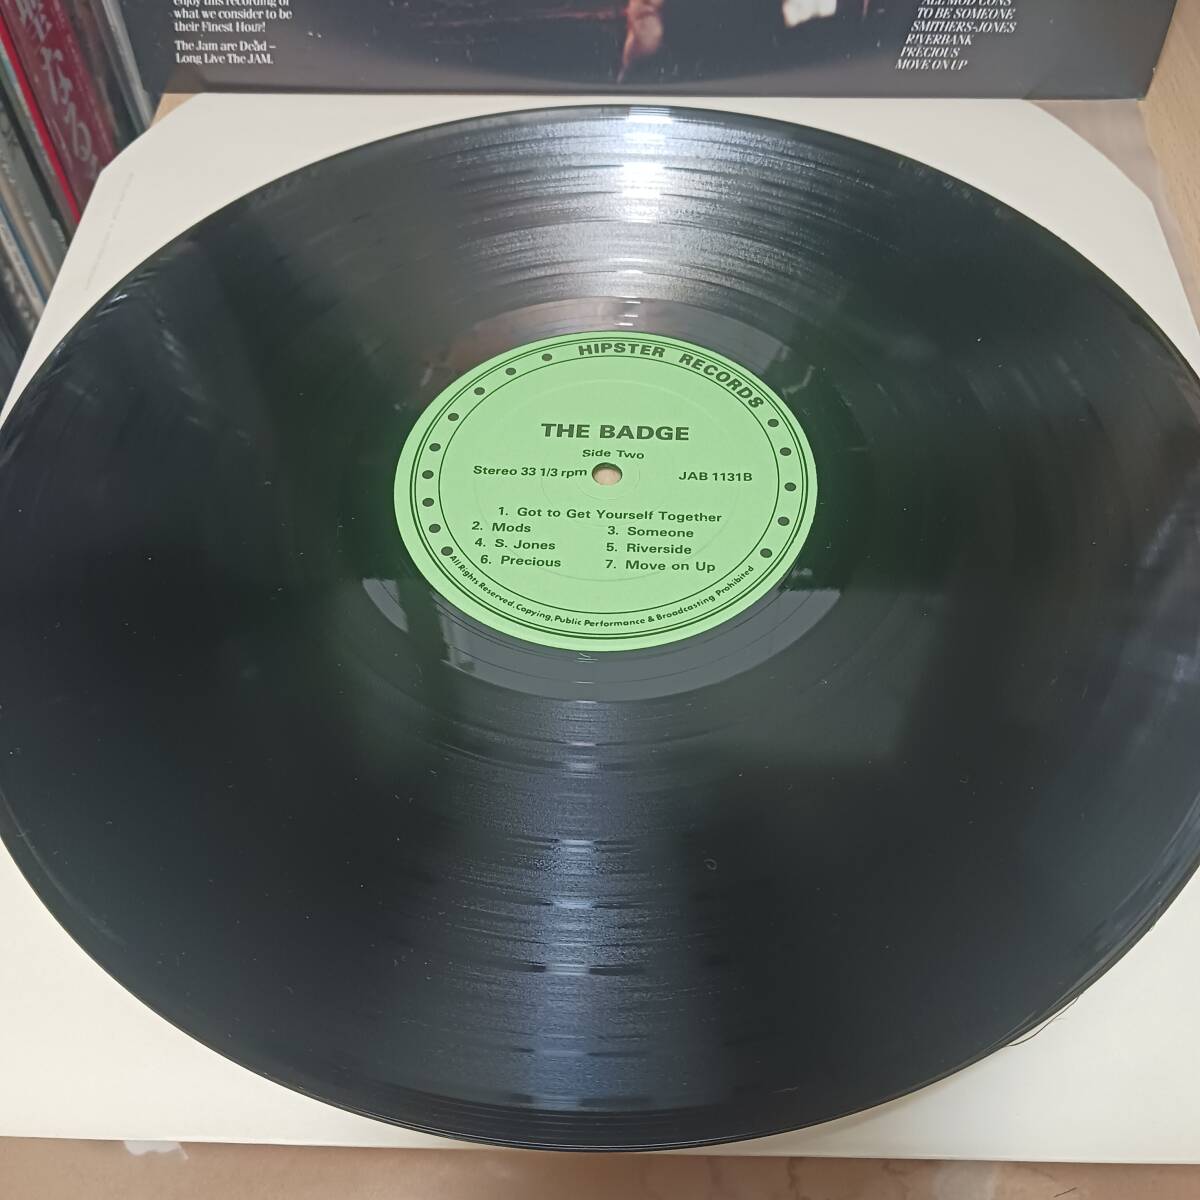 enjoy this recording of
what we consider to be
their Finest Hour!
The Jam are Dead –
Long Live The JAM.
ALL MOD CONS
TO BE SOMEONE
SMITHERS-JONES
RIVERBANK
PRECIOUS
MOVE ON UP
HIPSTER RECORDS
THE BADGE
Side Two
Stereo 33 1/3 rpm
JAB 1131B
1. Got to Get Yourself Together
2. Mods 3. Someone
4. S. Jones 5. Riverside
6. Precious 7. Move on Up
All Rights Reserved, Copying, Public Performance & Broadcasting Prohibited